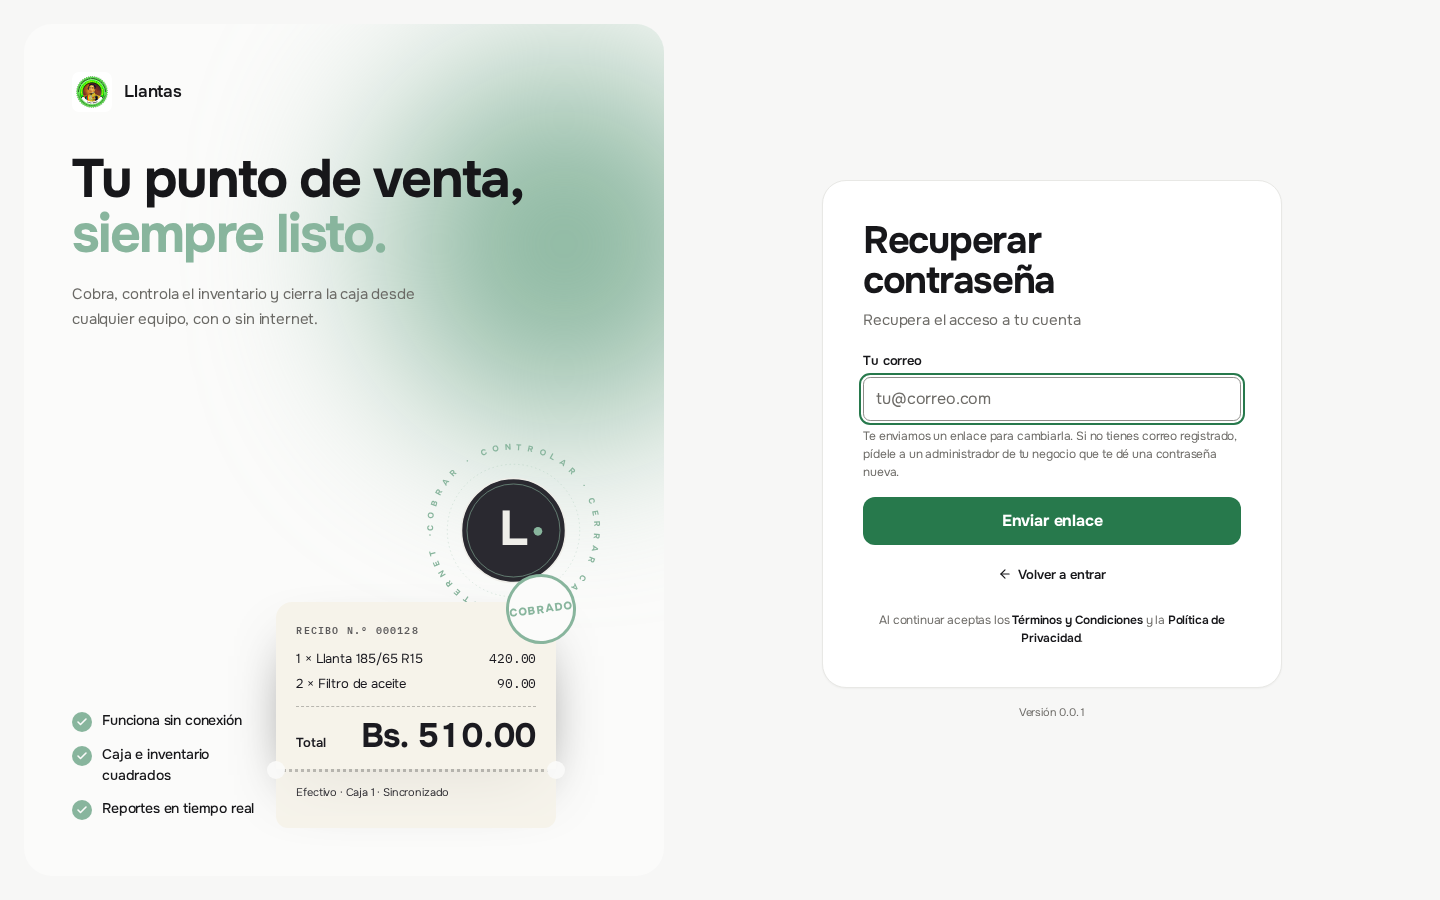 Llantas
Tu punto de venta,
siempre listo.
Cobra, controla el inventario y cierra la caja desde
cualquier equipo, con o sin internet.
COBRAR · CONTROLAR · CERRAR CA
TERNET ·
L
COBRADO
RECIBO N.º 000128
1 × Llanta 185/65 R15 420.00
2 × Filtro de aceite 90.00
Total Bs. 510.00
Efectivo · Caja 1 · Sincronizado
Funciona sin conexión
Caja e inventario
cuadrados
Reportes en tiempo real
Recuperar
contraseña
Recupera el acceso a tu cuenta
Tu correo
tu@correo.com
Te enviamos un enlace para cambiarla. Si no tienes correo registrado,
pídele a un administrador de tu negocio que te dé una contraseña
nueva.
Enviar enlace
← Volver a entrar
Al continuar aceptas los Términos y Condiciones y la Política de
Privacidad.
Versión 0.0.1